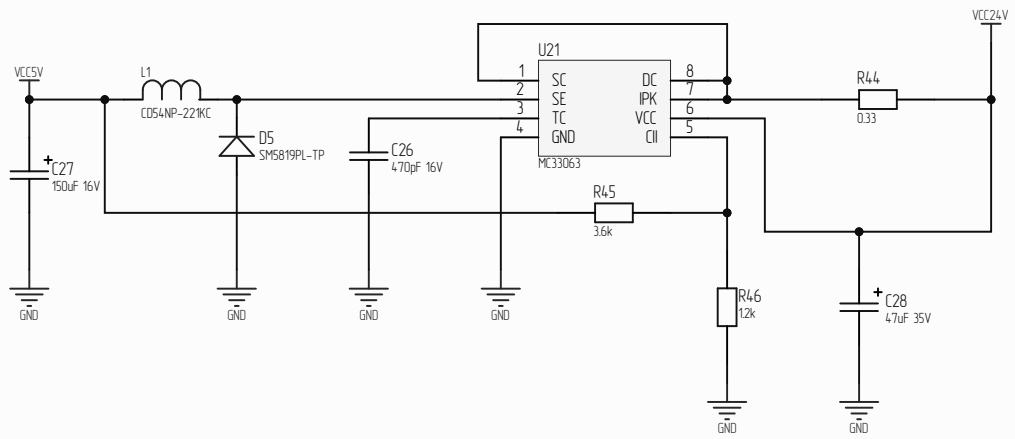 VCC24V
U21
VCC5V
L1
1
SC
DC
8
R44
2
SE
IPK
7
CD54NP-221KC
3
TC
VCC
6
0.33
D5
SM5819PL-TP
4
GND
CII
5
C26
470pF 16V
MC33063
+
C27
150uF 16V
R45
3.6k
GND
GND
GND
GND
R46
1.2k
+
C28
47uF 35V
GND
GND